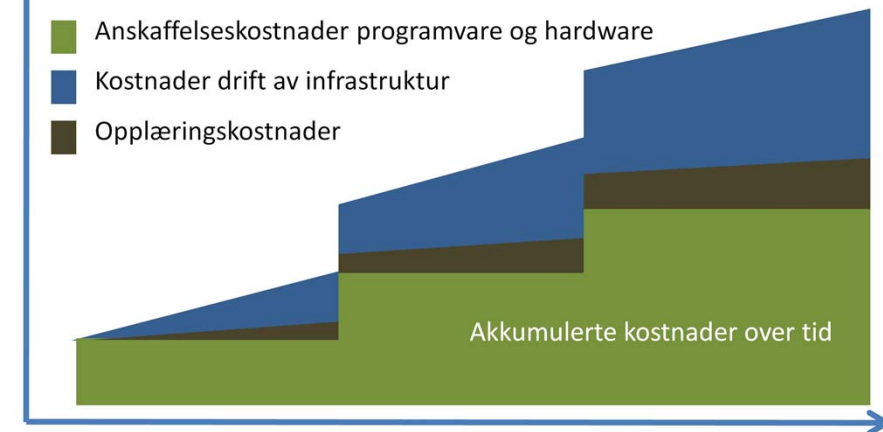 Anskaffelseskostnader programvare og hardware
Kostnader drift av infrastruktur
Opplæringskostnader
Akkumulerte kostnader over tid